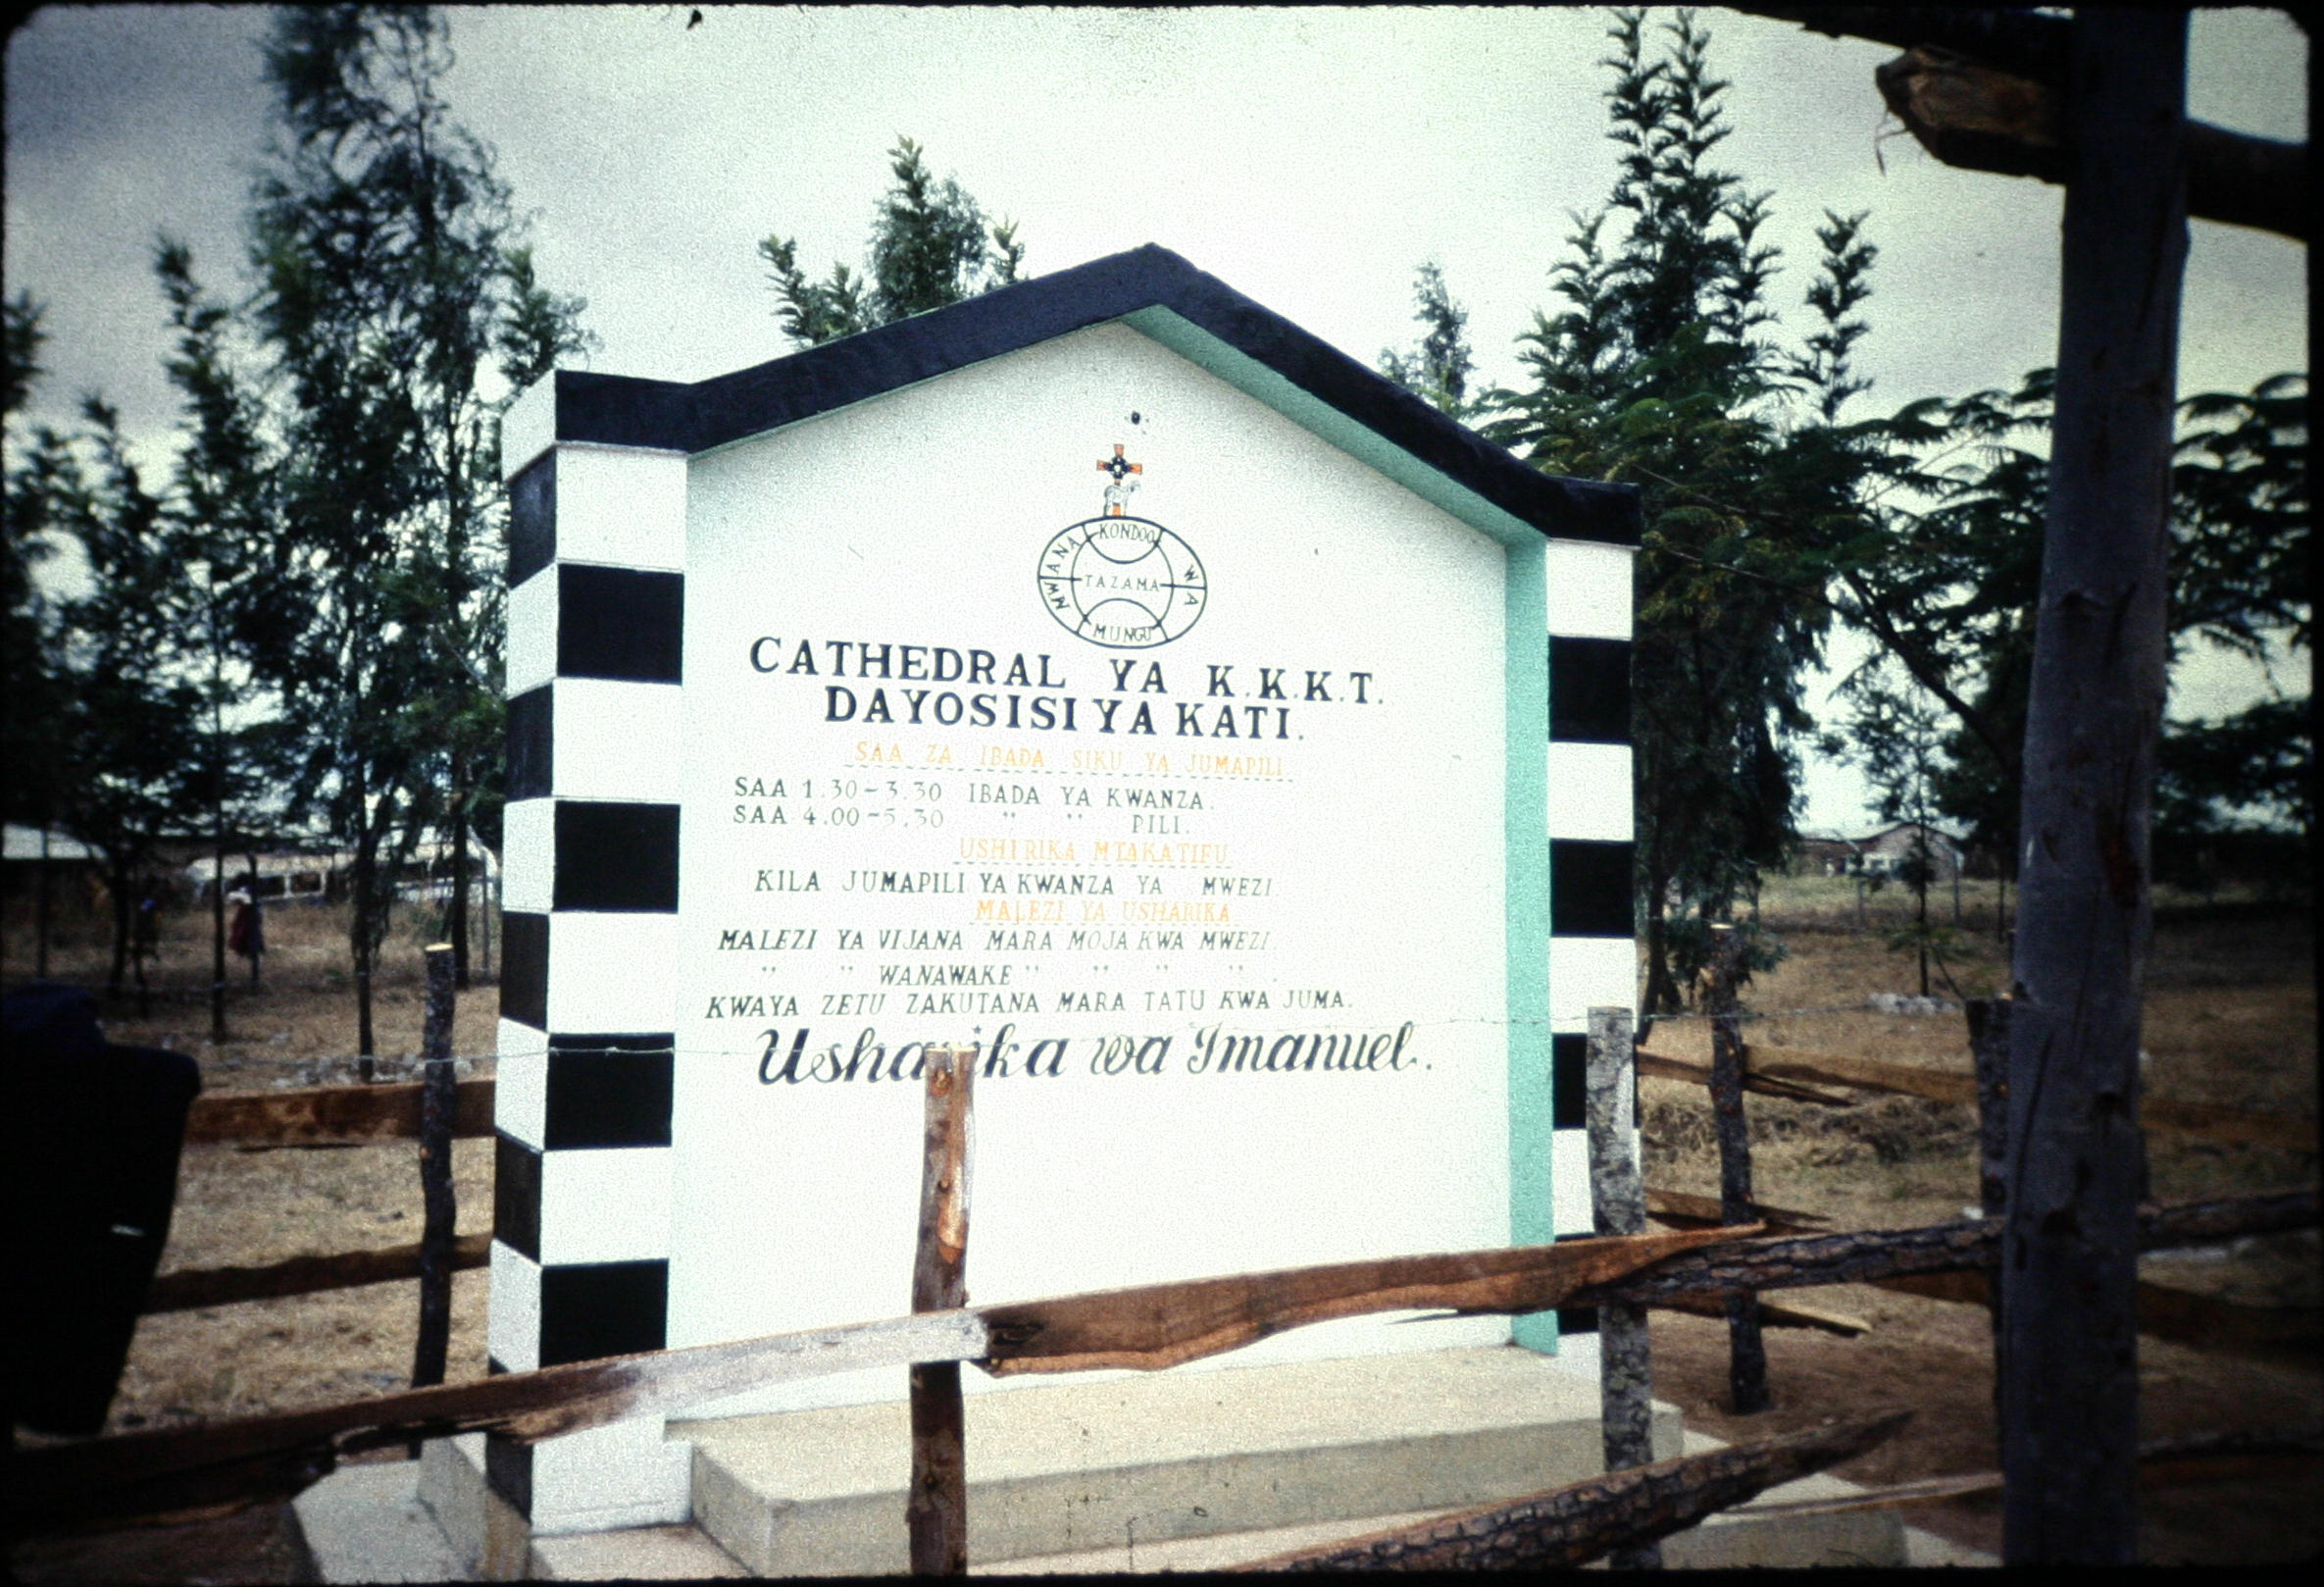 MWANA KONDOO WA
TAZAMA
MUNGU
CATHEDRAL YA K.K.K.T.
DAYOSISI YA KATI.
SAA ZA IBADA SIKU YA JUMAPILI
SAA 1.30-3.30 IBADA YA KWANZA.
SAA 4.00-5.30 " " PILI.
USHIRIKA MTAKATIFU
KILA JUMAPILI YA KWANZA YA MWEZI.
MALEZI YA USHARIKA
MALEZI YA VIJANA MARA MOJA KWA MWEZI.
" " WANAWAKE " " " " .
KWAYA ZETU ZAKUTANA MARA TATU KWA JUMA.
Usharika wa Imanuel.